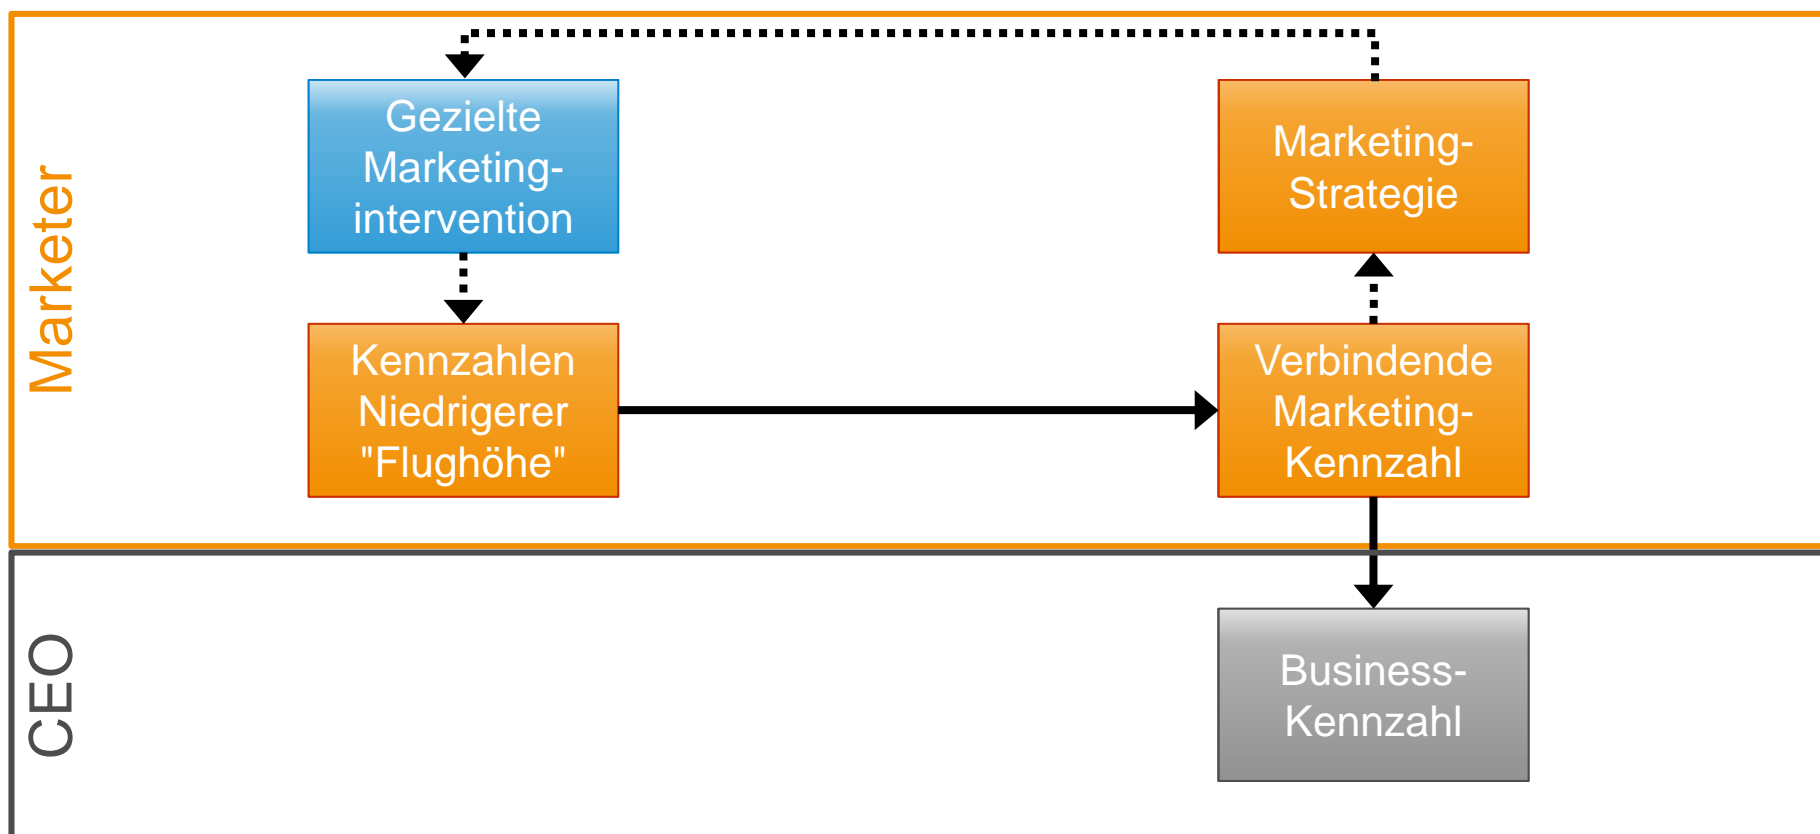 Marketer
Gezielte
Marketing-
intervention
Marketing-
Strategie
Kennzahlen
Niedrigerer
"Flughöhe"
Verbindende
Marketing-
Kennzahl
CEO
Business-
Kennzahl